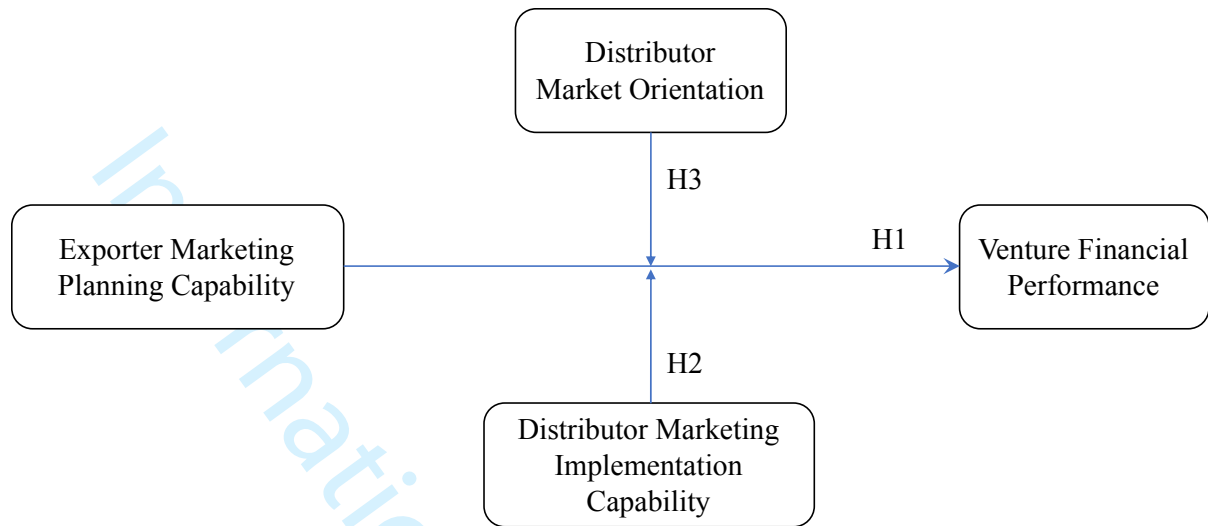 Distributor
Market Orientation
H3
Exporter Marketing
Planning Capability
H1
Venture Financial
Performance
H2
Distributor Marketing
Implementation
Capability